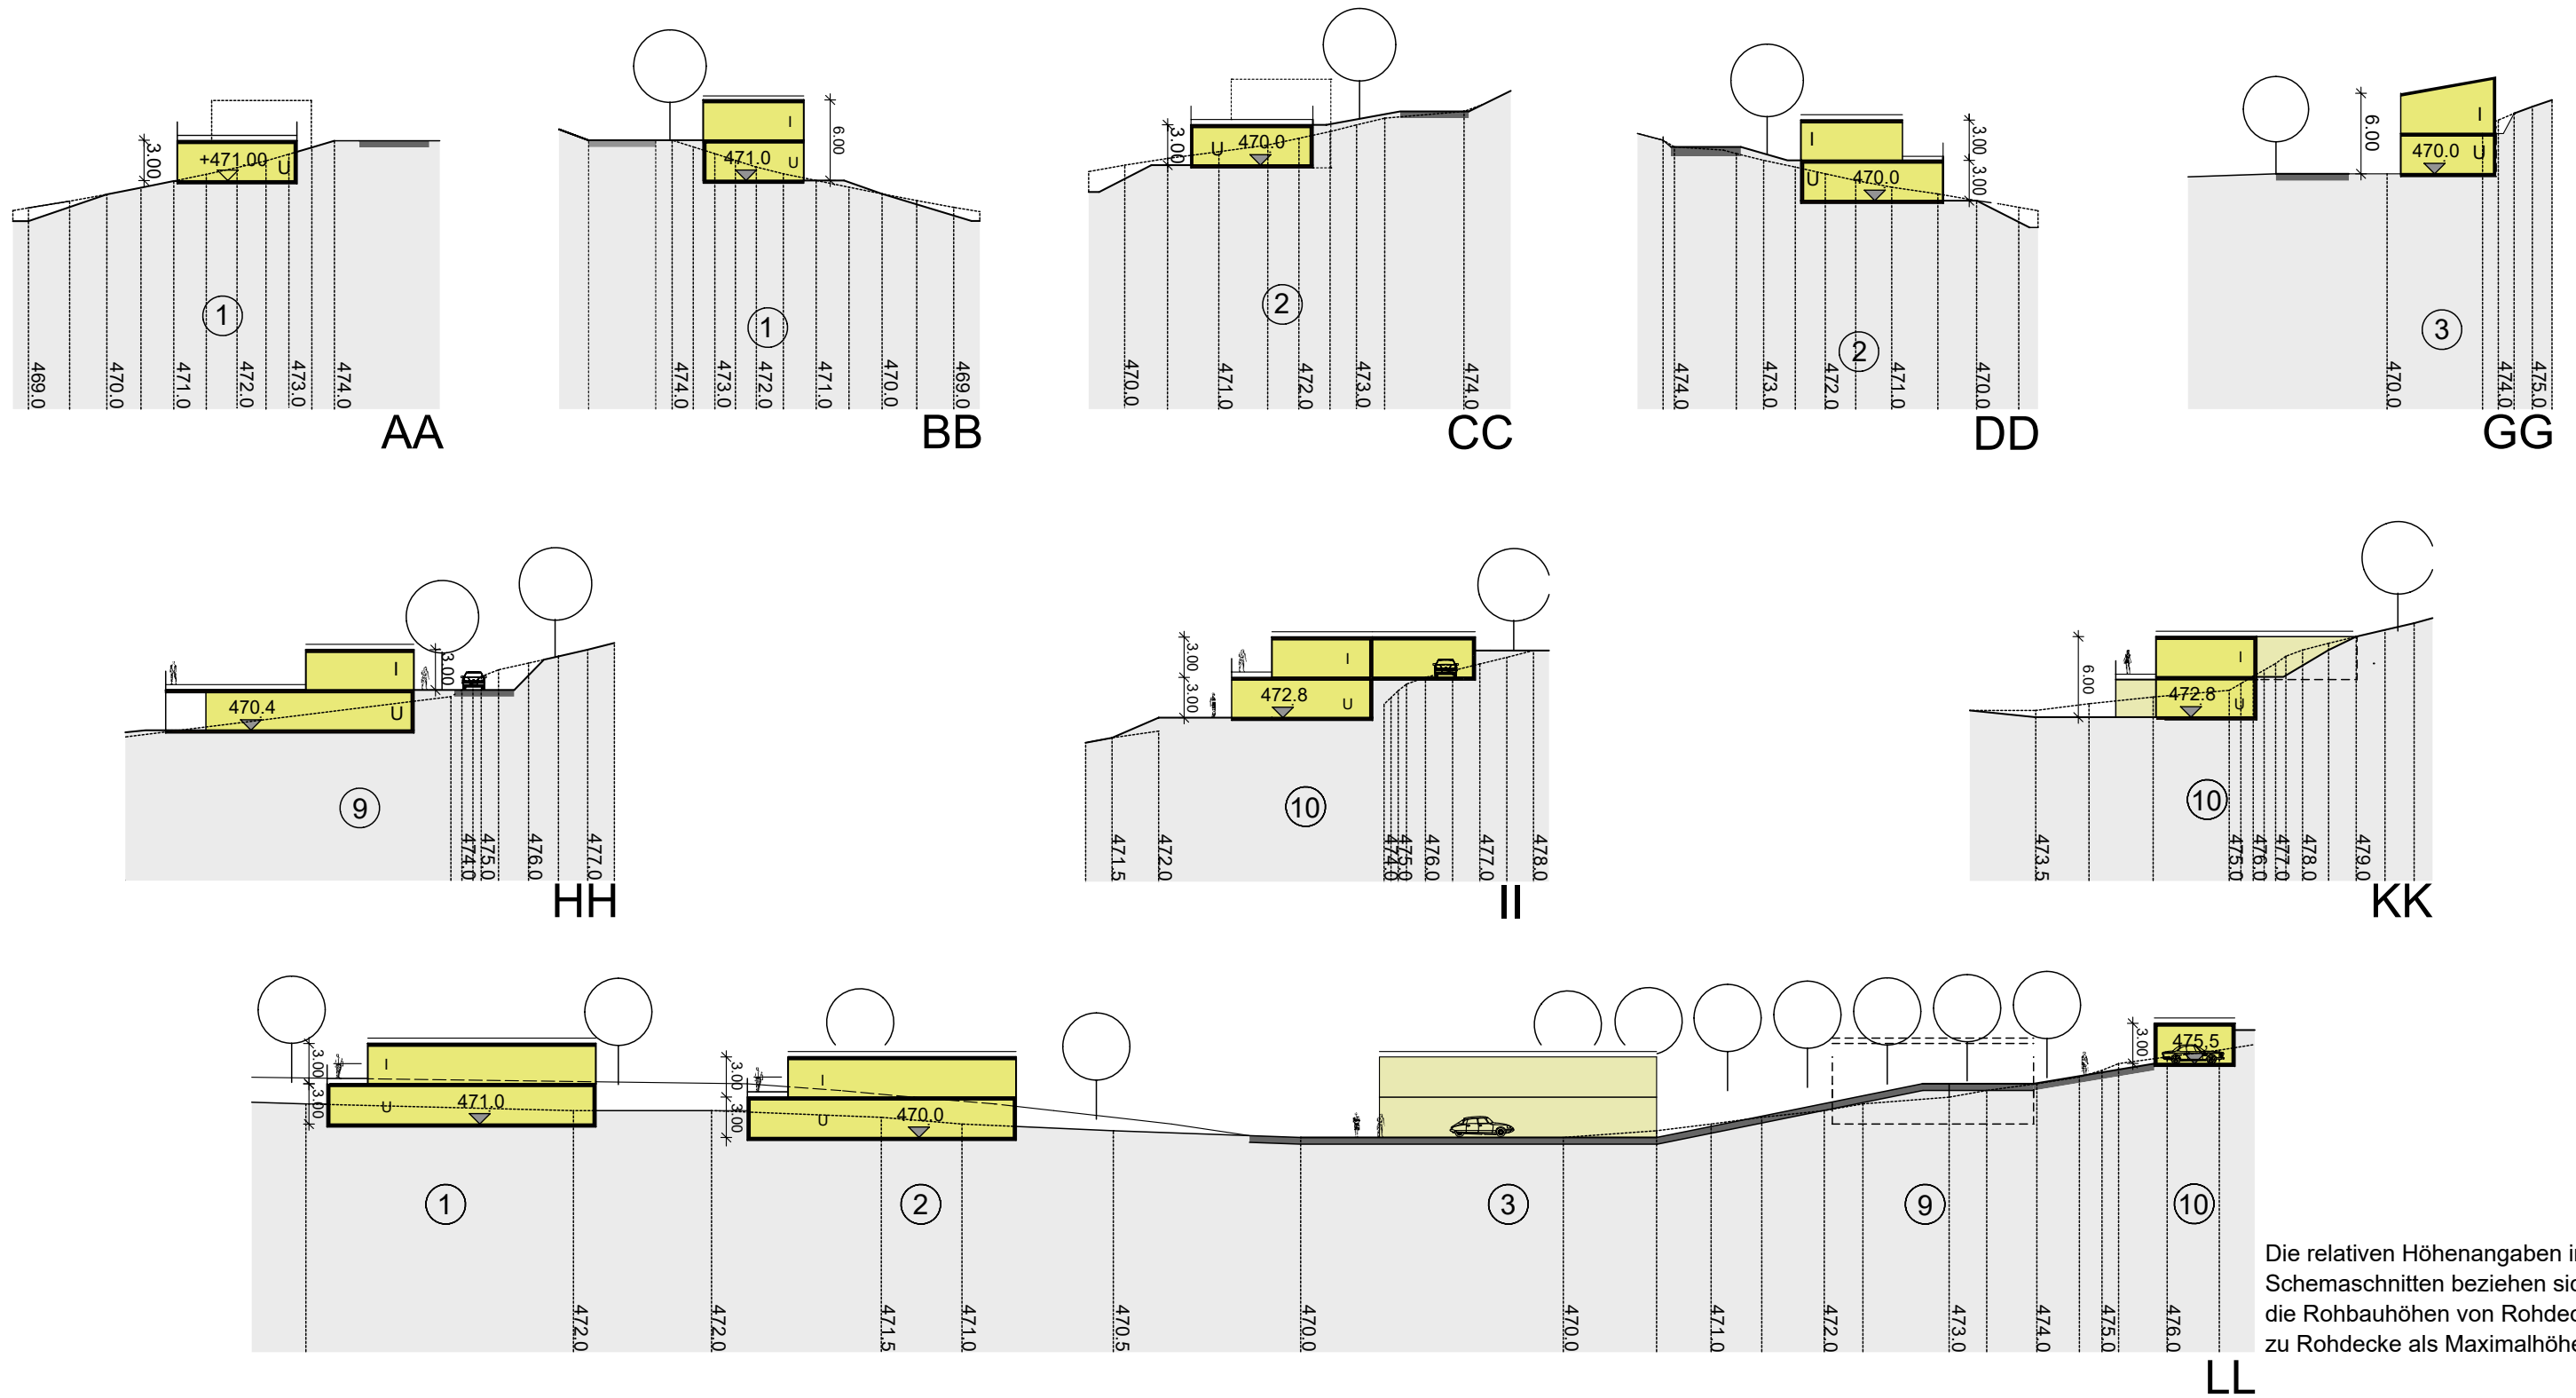 3.00
+471.00 U
1
469.0 470.0 471.0 472.0 473.0 474.0
AA
I
6.00
471.0 U
1
474.0 473.0 472.0 471.0 470.0 469.0
BB
3.00
U 470.0
2
470.0 471.0 472.0 473.0 474.0
CC
I
3.00
U 470.0
3.00
2
474.0 473.0 472.0 471.0 470.0
DD
6.00
I
470.0 U
3
470.0 474.0 475.0
GG
I
3.00
470.4 U
9
474.0 475.0 476.0 477.0
HH
3.00
I
3.00
472.8 U
10
471.5 472.0 475.0 476.0 477.0 478.0
II
6.00
I
472.8 U
10
473.5 475.0 476.0 477.0 478.0 479.0
KK
3.00 I
3.00 U 471.0
3.00 I
3.00 U 470.0
3.00 475.5
1 2 3 9 10
472.0 472.0 471.5 471.0 470.5 470.0 470.0 471.0 472.0 473.0 474.0 475.0 476.0
LL
Die relativen Höhenangaben
Schemaschnitten beziehen
die Rohbauhöhen von
zu Rohdecke als